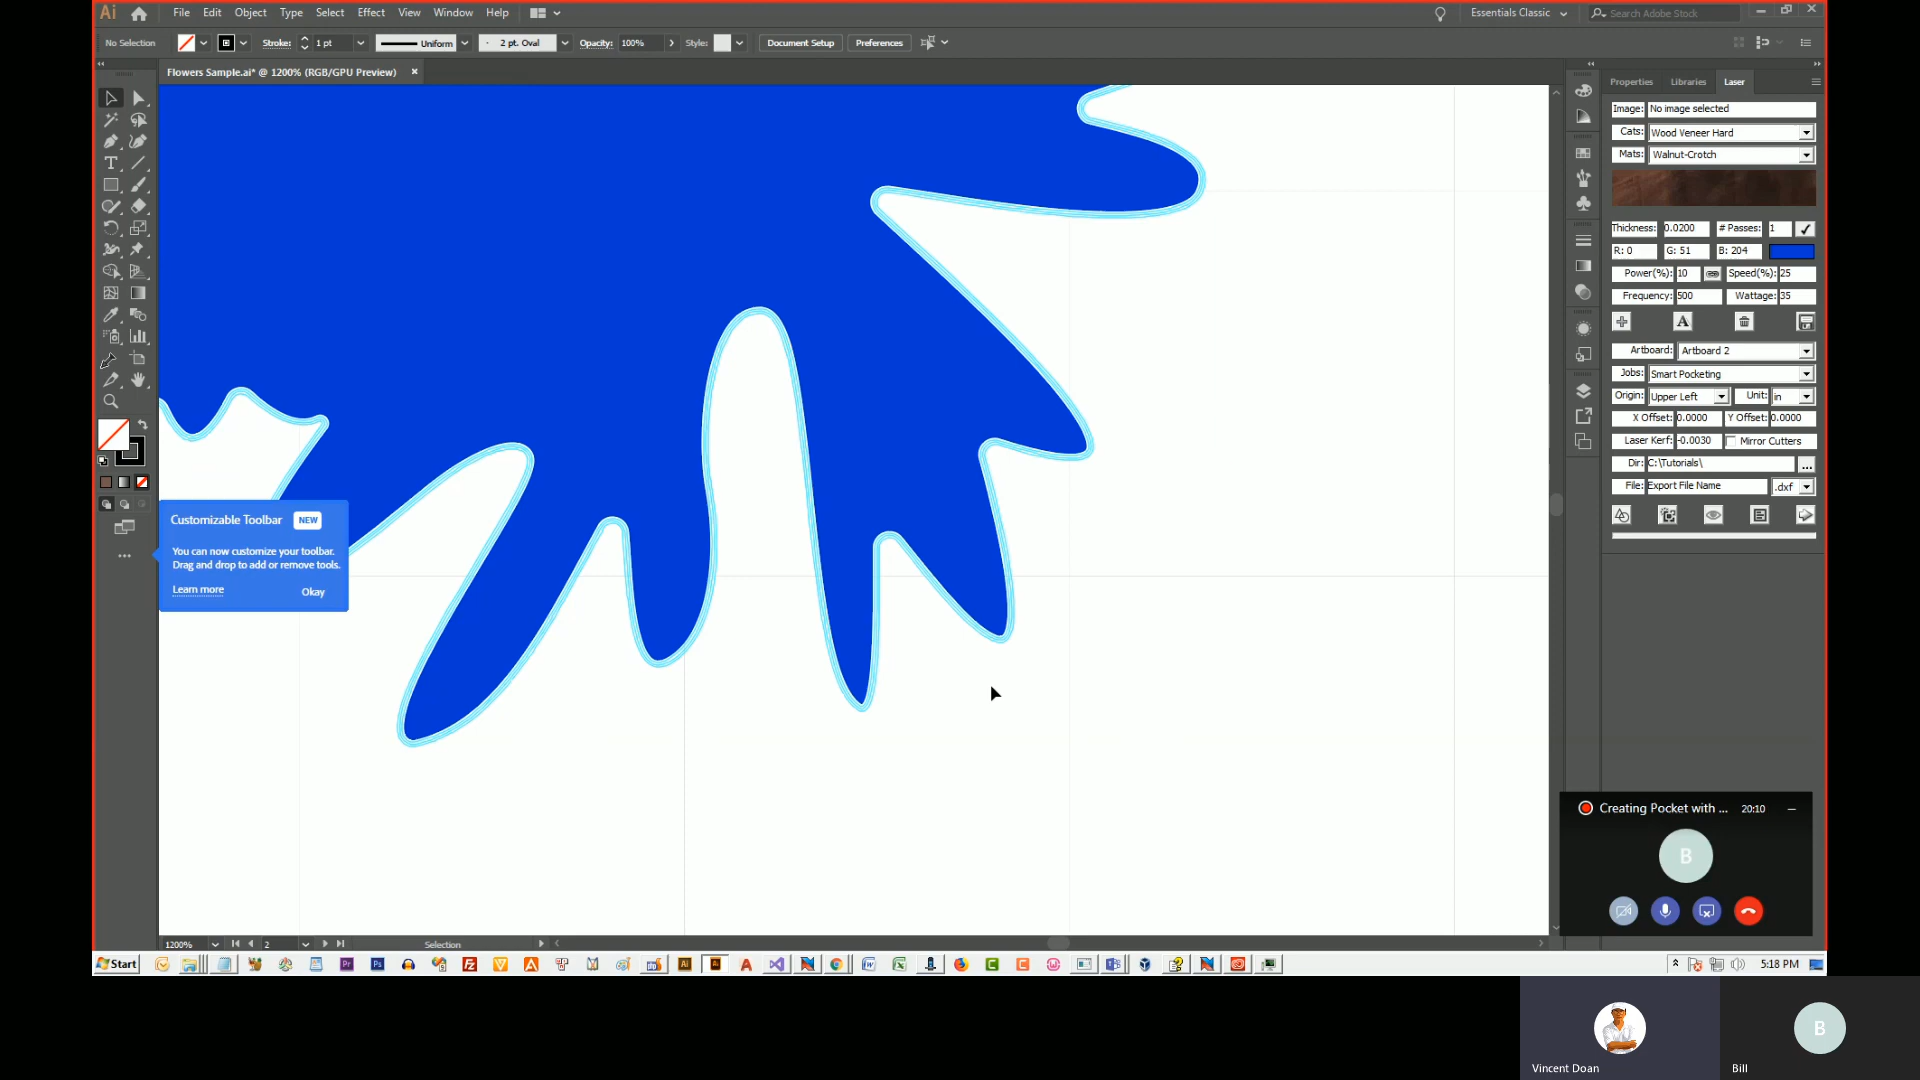 Ai File Edit Object Type Select Effect View Window Help Essentials Classic Search Adobe Stock
No Selection Stroke: 1 pt Uniform 2 pt. Oval Opacity: 100% Style: Document Setup Preferences
Flowers Sample.ai* @ 1200% (RGB/GPU Preview)
Properties Libraries Laser
Image: No image selected
Cats: Wood Veneer Hard
Mats: Walnut-Crotch
Thickness: 0.0200 # Passes: 1
R: 0 G: 51 B: 204
Power(%): 10 Speed(%): 25
Frequency: 500 Wattage: 35
A
Artboard: Artboard 2
Jobs: Smart Pocketing
Origin: Upper Left Unit: in
X Offset: 0.0000 Y Offset: 0.0000
Laser Kerf: -0.0030 Mirror Cutters
Dir: C:\Tutorials\ ...
File: Export File Name .dxf
Customizable Toolbar NEW
You can now customize your toolbar.
Drag and drop to add or remove tools.
Learn more Okay
Creating Pocket with ... 20:10
B
1200% 2 Selection
Start 5:18 PM
B
Vincent Doan Bill